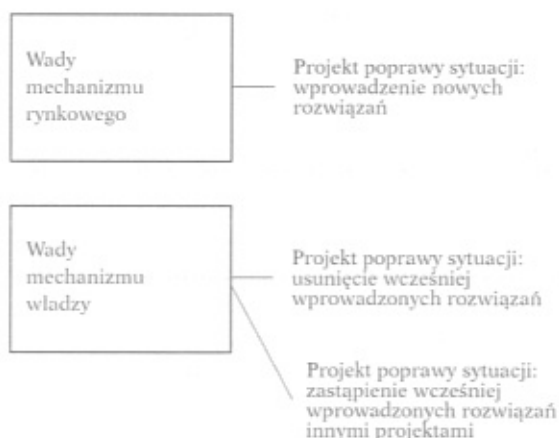 Wady
mechanizmu
rynkowego
Projekt poprawy sytuacji:
wprowadzenie nowych
rozwiązań
Wady
mechanizmu
władzy
Projekt poprawy sytuacji:
usunięcie wcześniej
wprowadzonych rozwiązań
Projekt poprawy sytuacji:
zastąpienie wcześniej
wprowadzonych rozwiązań
innymi projektami